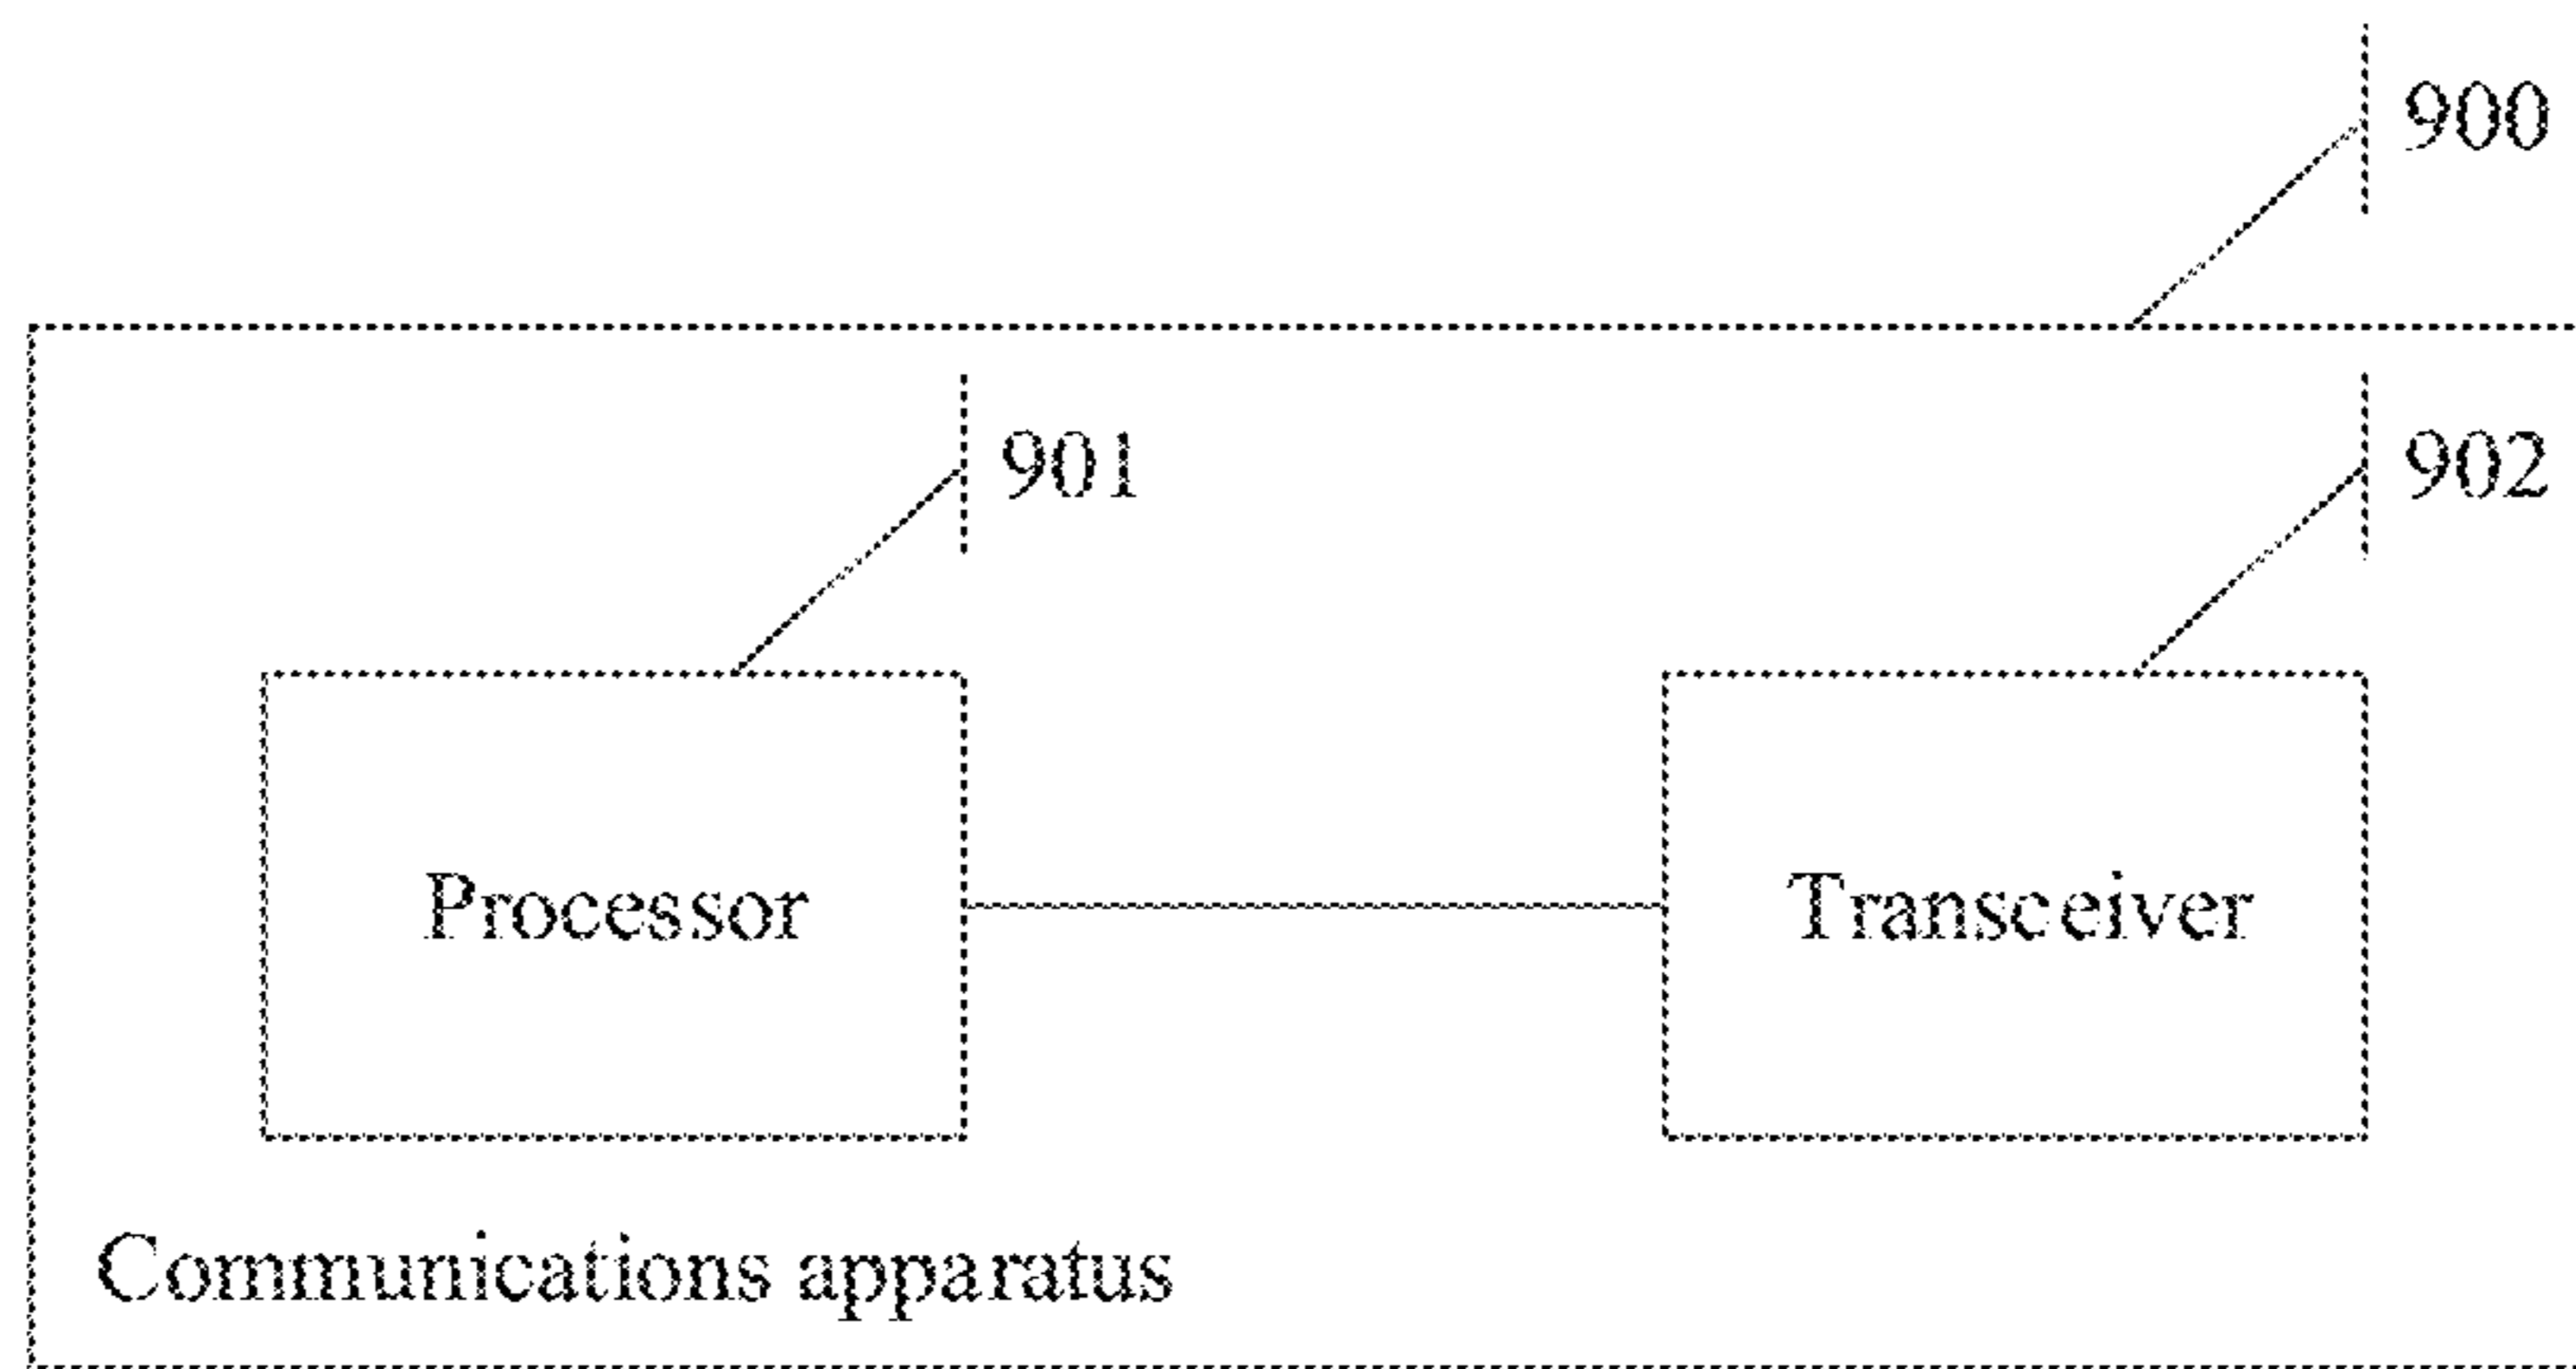 900
901
902
Processor
Transceiver
Communications apparatus